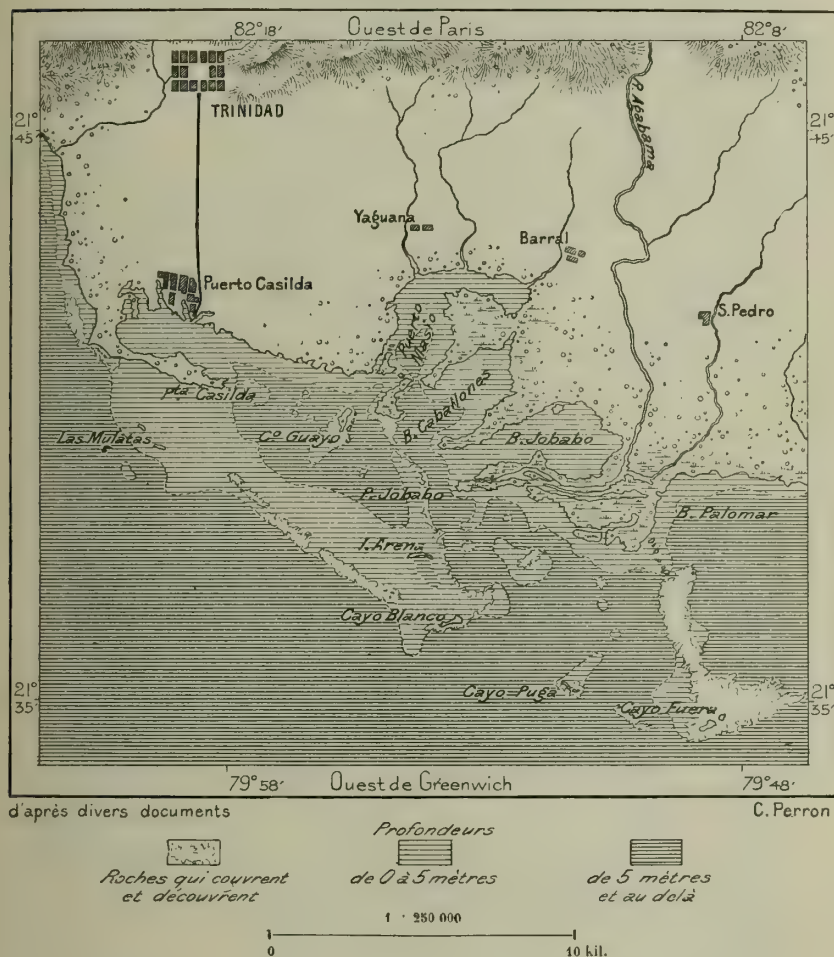 82°18′ Ouest de Paris 82°8′
TRINIDAD
R. Agabama
21°
45′
21°
45′
Yaguana
Barral
Puerto Casilda
S. Pedro
Puerto
Masio
pta Casilda
B. Caballones
Las Mulatas
Co Guayo
B. Jobabo
P. Jobabo
B. Palomar
I. Arena
Cayo Blanco
Cayo Puga
Cayo Fuera
21°
35′
21°
35′
79°58′ Ouest de Greenwich 79°48′
d'après divers documents C. Perron
Profondeurs
Roches qui couvrent
et découvrent
de 0 à 5 mètres
de 5 mètres
et au delà
1 : 250 000
0 10 kil.